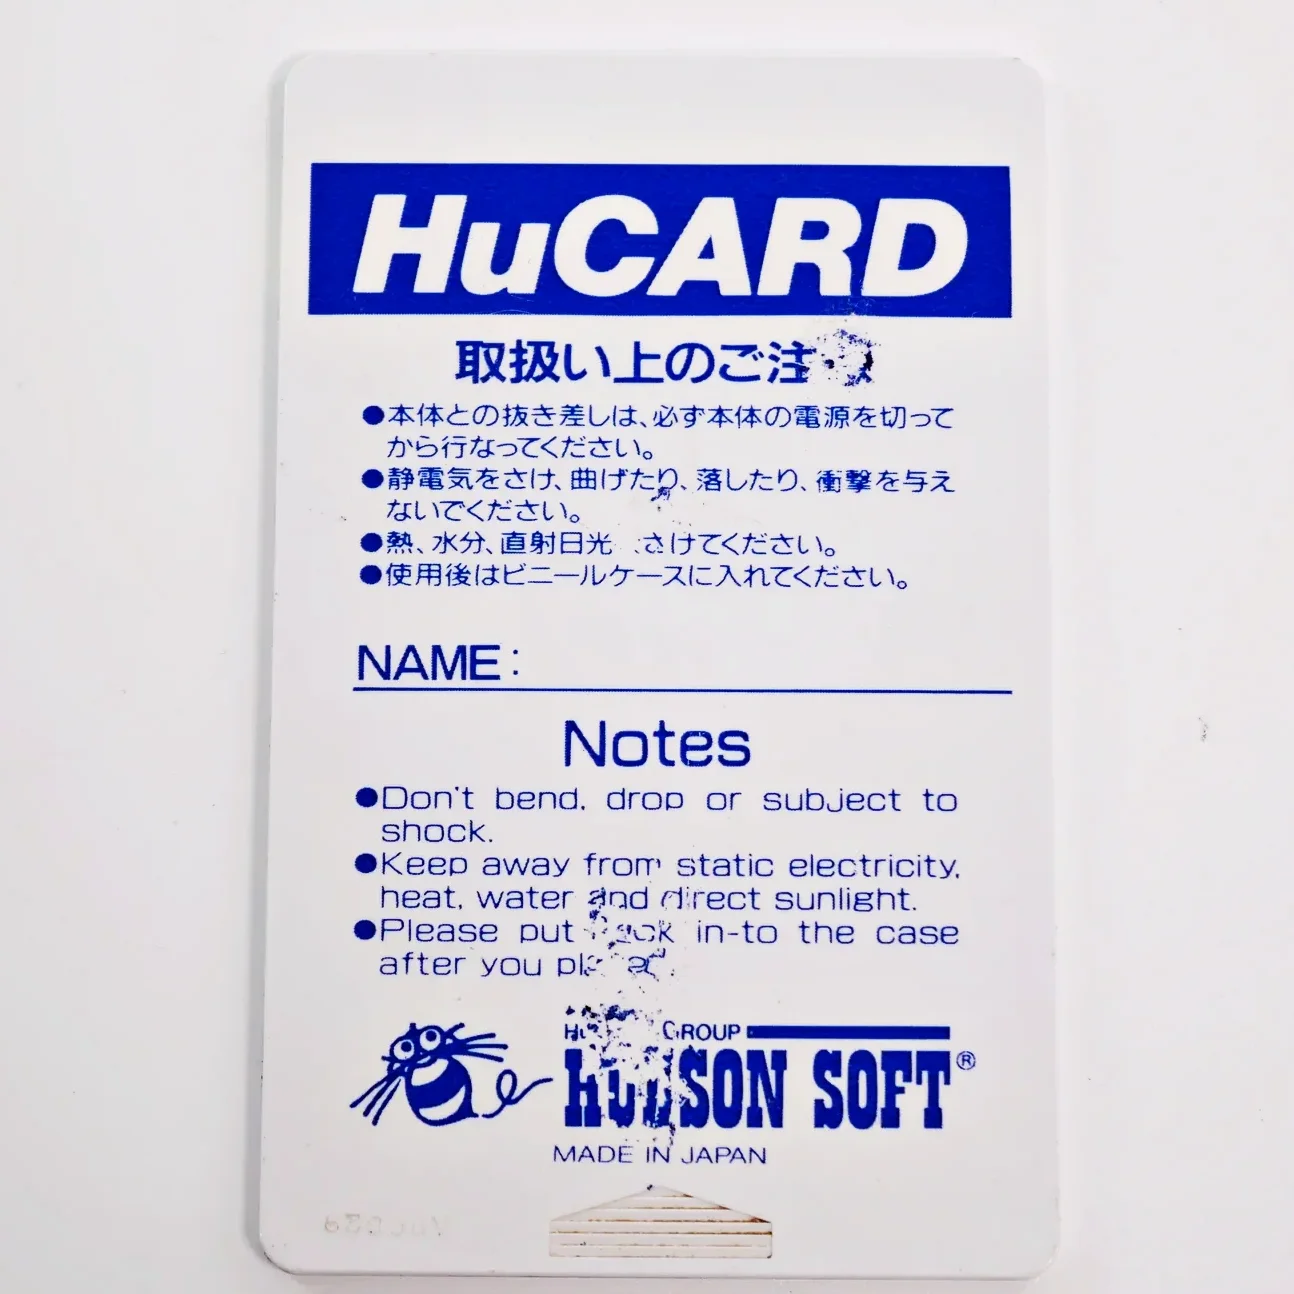 HuCARD
取扱い上のご注
●本体との抜き差しは、必ず本体の電源を切って
から行なってください。
●静電気をさけ、曲げたり、落したり、衝撃を与え
ないでください。
●熱、水分、直射日光 さけてください。
●使用後はビニールケースに入れてください。
NAME:
Notes
●Don't bend, drop or subject to
shock.
●Keep away from static electricity,
heat, water and direct sunlight.
●Please put back in-to the case
after you
GROUP
HUDSON SOFT®
MADE IN JAPAN